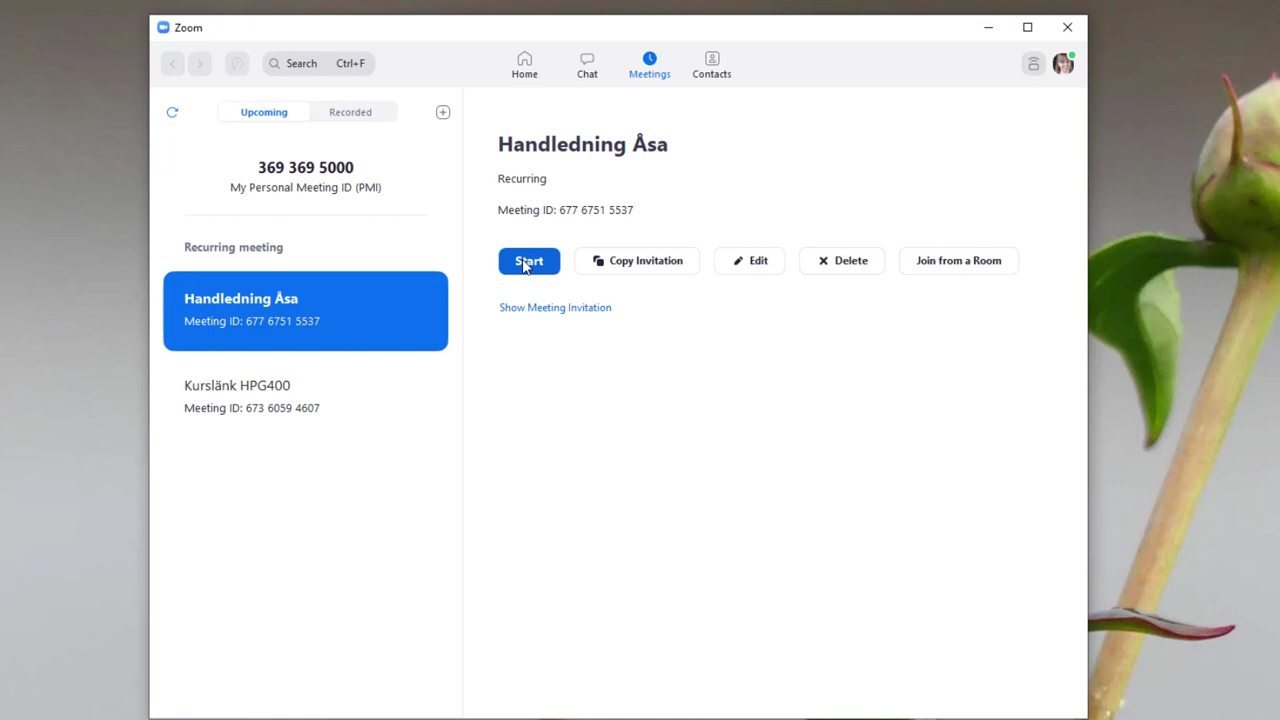 Zoom
Search Ctrl+F
Home
Chat
Meetings
Contacts
Upcoming
Recorded
369 369 5000
My Personal Meeting ID (PMI)
Recurring meeting
Handledning Åsa
Meeting ID: 677 6751 5537
Kurslänk HPG400
Meeting ID: 673 6059 4607
Handledning Åsa
Recurring
Meeting ID: 677 6751 5537
Start
Copy Invitation
Edit
Delete
Join from a Room
Show Meeting Invitation